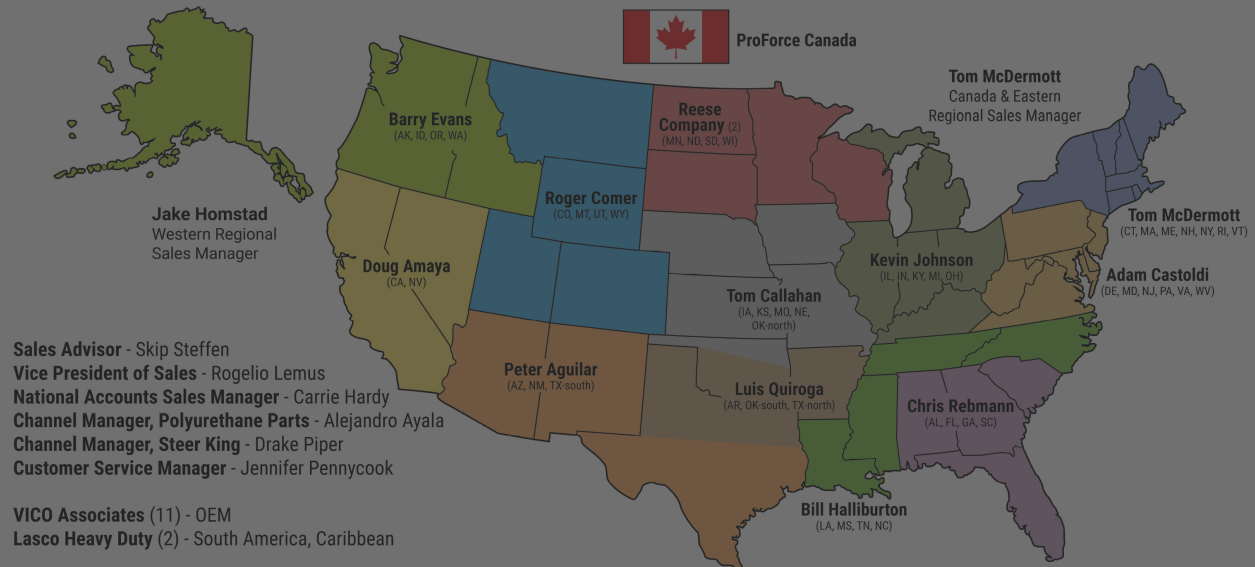 ProForce Canada
Tom McDermott
Canada & Eastern
Regional Sales Manager
Barry Evans
(AK, ID, OR, WA)
Reese
Company (2)
(MN, ND, SD, WI)
Roger Comer
(CO, MT, UT, WY)
Jake Homstad
Western Regional
Sales Manager
Tom McDermott
(CT, MA, ME, NH, NY, RI, VT)
Doug Amaya
(CA, NV)
Kevin Johnson
(IL, IN, KY, MI, OH)
Adam Castoldi
(DE, MD, NJ, PA, VA, WV)
Tom Callahan
(IA, KS, MO, NE,
OK-north)
Peter Aguilar
(AZ, NM, TX-south)
Luis Quiroga
(AR, OK-south, TX-north)
Chris Rebmann
(AL, FL, GA, SC)
Bill Halliburton
(LA, MS, TN, NC)
Sales Advisor - Skip Steffen
Vice President of Sales - Rogelio Lemus
National Accounts Sales Manager - Carrie Hardy
Channel Manager, Polyurethane Parts - Alejandro Ayala
Channel Manager, Steer King - Drake Piper
Customer Service Manager - Jennifer Pennycook
VICO Associates (11) - OEM
Lasco Heavy Duty (2) - South America, Caribbean